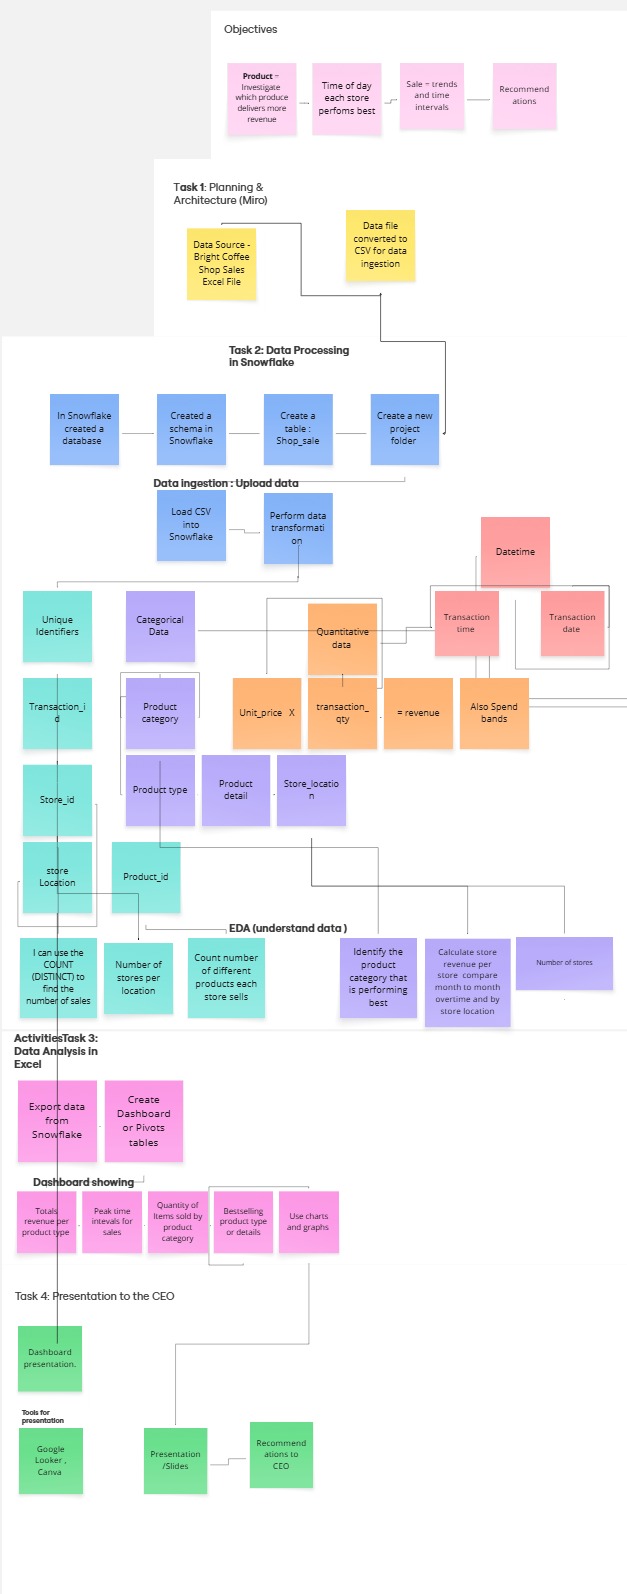 Objectives
Product –
Investigate
which produce
delivers more
revenue
Time of day
each store
perfoms best
Sale – trends
and time
intervals
Recommend
ations
Task 1: Planning &
Architecture (Miro)
Data Source -
Bright Coffee
Shop Sales
Excel File
Data file
converted to
CSV for data
ingestion
Task 2: Data Processing
in Snowflake
In Snowflake
created a
database
Created a
schema in
Snowflake
Create a
table :
Shop_sale
Create a new
project
folder
Data ingestion : Upload data
Load CSV
into
Snowflake
Perform data
transformati
on
Datetime
Unique
Identifiers
Categorical
Data
Quantitative
data
Transaction
time
Transaction
date
Transaction_i
d
Product
category
Unit_price X
transaction_
qty
= revenue
Also Spend
bands
Store_id
Product type
Product
detail
Store_locatio
n
store
Location
Product_id
EDA (understand data )
I can use the
COUNT
(DISTINCT) to
find the
number of sales
Number of
stores per
location
Count number
of different
products each
store sells
Identify the
product
category that
is performing
best
Calculate store
revenue per
store compare
month to month
overtime and by
store location
Number of stores
ActivitiesTask 3:
Data Analysis in
Excel
Export data
from
Snowflake
Create
Dashboard
or Pivots
tables
Dashboard showing
Totals
revenue per
product type
Peak time
intevals for
sales
Quantity of
Items sold by
product
category
Bestselling
product type
or details
Use charts
and graphs
Task 4: Presentation to the CEO
Dashboard
presentation.
Tools for
presentation
Google
Looker ,
Canva
Presentation
/Slides
Recommend
ations to
CEO